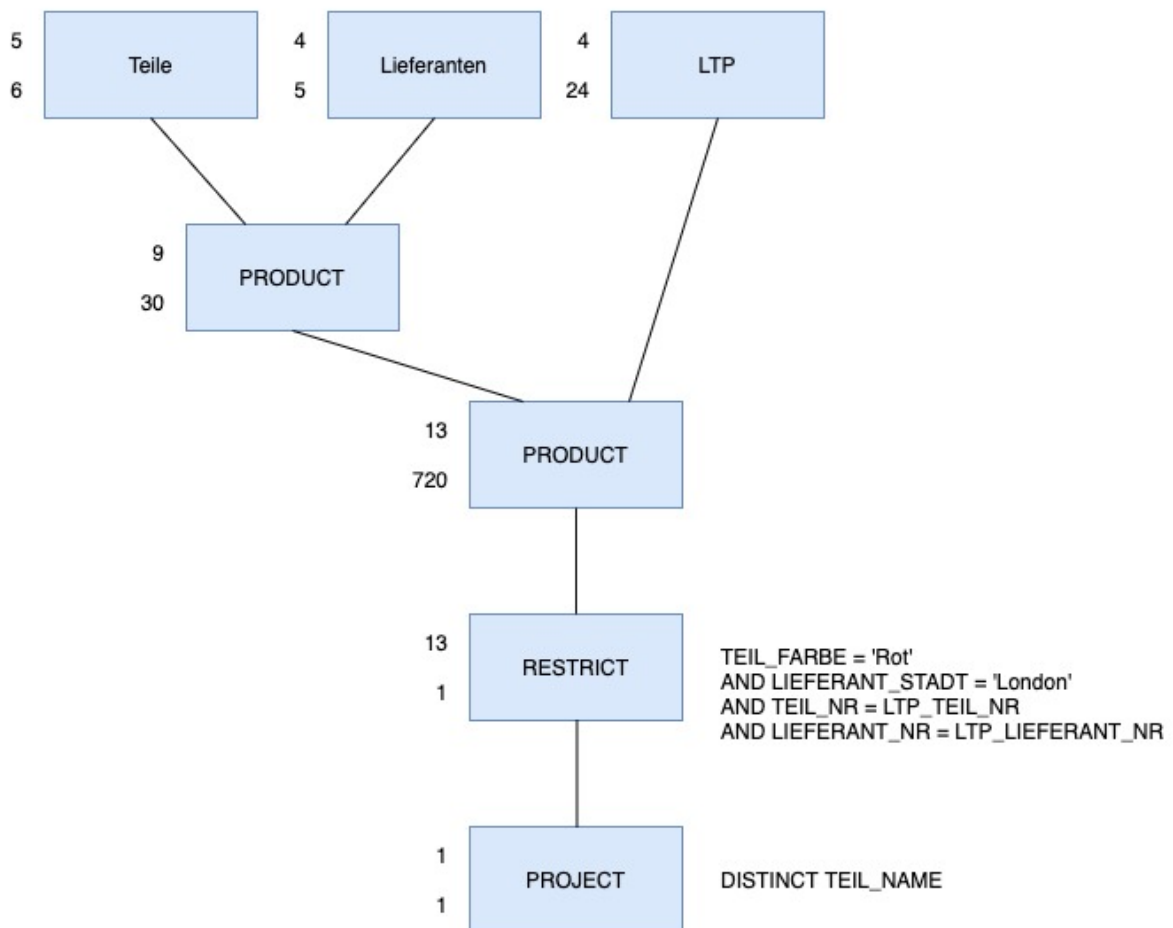 5
Teile
6
4
Lieferanten
5
4
LTP
24
9
PRODUCT
30
13
PRODUCT
720
13
RESTRICT
1
TEIL_FARBE = 'Rot'
AND LIEFERANT_STADT = 'London'
AND TEIL_NR = LTP_TEIL_NR
AND LIEFERANT_NR = LTP_LIEFERANT_NR
1
PROJECT
1
DISTINCT TEIL_NAME